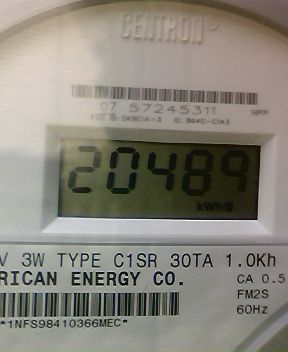 CENTRON®
07 57245311
HPP
20489
kWh
V 3W TYPE C1SR 30TA 1.0Kh
RICAN ENERGY CO.
CA 0.5
FM2S
60Hz
*1NFS98410366MEC*